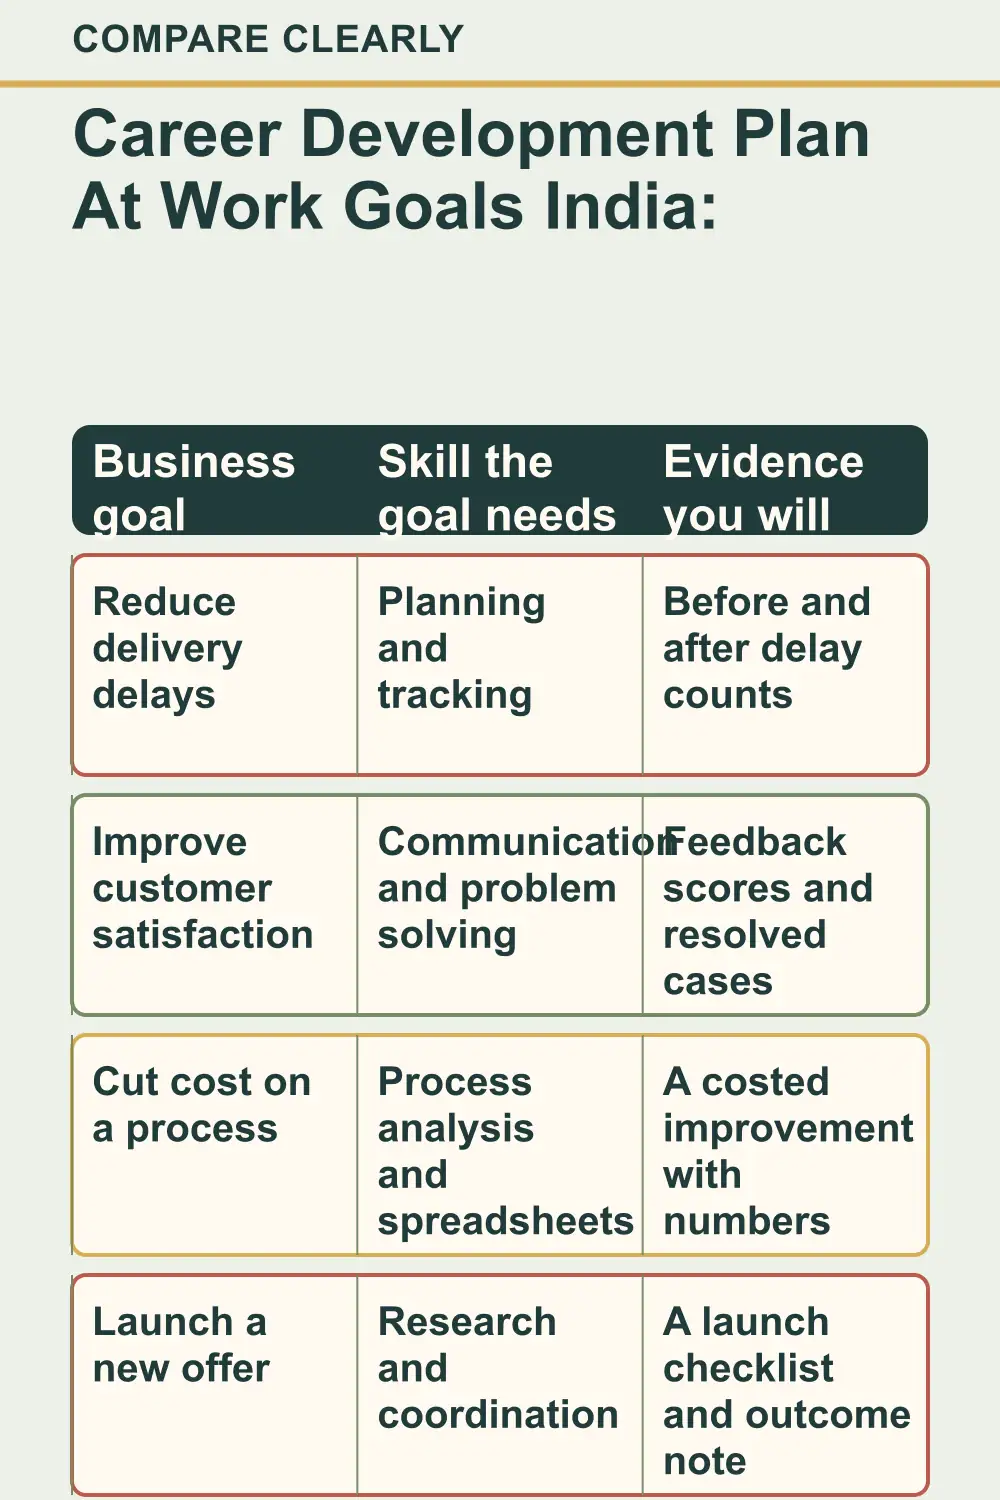 COMPARE CLEARLY
Career Development Plan
At Work Goals India:
Business
goal
Skill the
goal needs
Evidence
you will
Reduce
delivery
delays
Planning
and
tracking
Before and
after delay
counts
Improve
customer
satisfaction
Communication
and problem
solving
Feedback
scores and
resolved
cases
Cut cost on
a process
Process
analysis
and
spreadsheets
A costed
improvement
with
numbers
Launch a
new offer
Research
and
coordination
A launch
checklist
and outcome
note